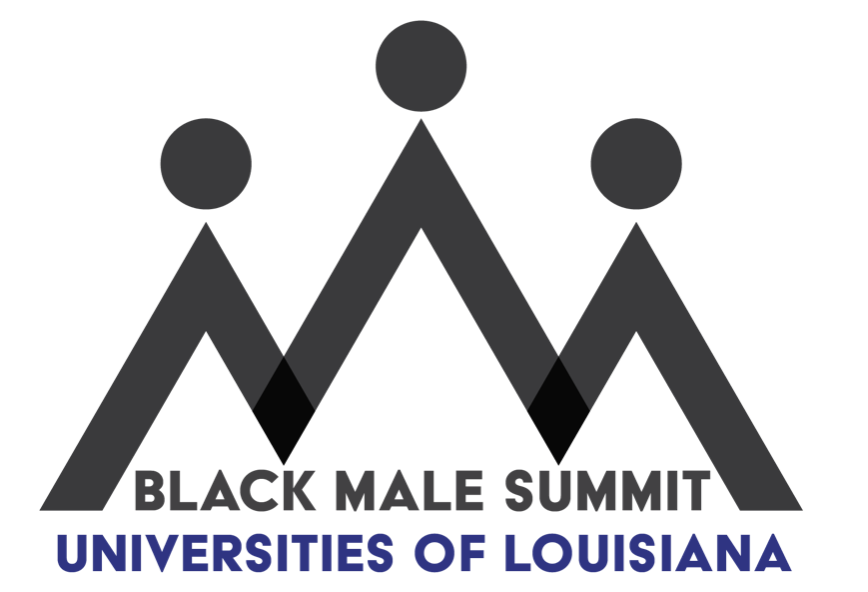 BLACK MALE SUMMIT
UNIVERSITIES OF LOUISIANA